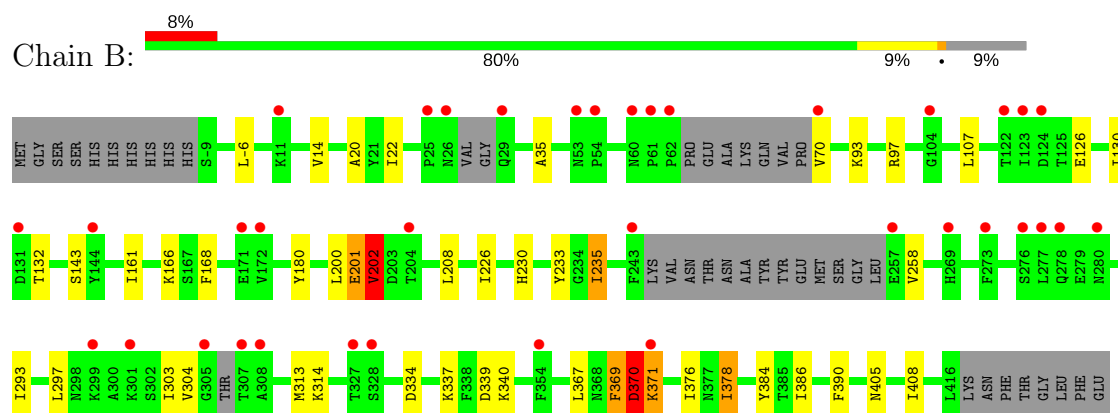 8%
Chain B:
80% 9% • 9%
MET GLY SER SER HIS HIS HIS HIS HIS HIS S-9 L-6 K11 V14 A20 Y21 I22 P25 N26 VAL GLY Q29 A35 N53 P54 N60 P61 P62 PRO GLU ALA LYS GLN VAL PRO V70 K93 R97 G104 L107 T122 I123 D124 T125 E126 I130
D131 T132 S143 Y144 I161 K166 S167 F168 E171 V172 Y180 L200 E201 V202 D203 T204 L208 I226 H230 Y233 G234 I235 F243 LYS VAL ASN THR ASN ALA TYR TYR GLU MET SER GLY LEU E257 V258 H269 F273 S276 L277 Q278 E279 N280
I293 L297 N298 K299 A300 K301 S302 I303 V304 G305 THR T307 A308 M313 K314 T327 S328 D334 K337 F338 D339 K340 F354 L367 N368 F369 D370 K371 I376 N377 I378 Y384 T385 I386 F390 N405 I408 L416 LYS ASN PHE THR GLY LEU PHE GLU